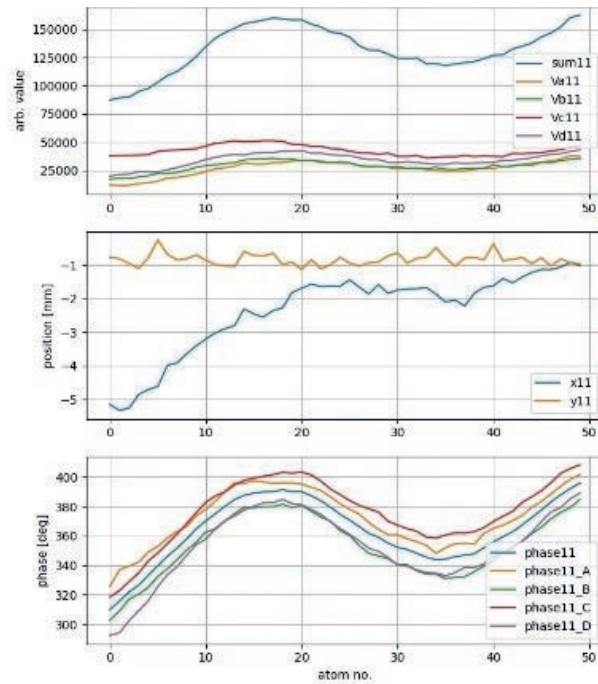 150000
125000
100000
75000
50000
25000
arb. value
sum11
Va11
Vb11
Vc11
Vd11
0 10 20 30 40 50
−1
−2
−3
−4
−5
position [mm]
x11
y11
0 10 20 30 40 50
400
380
360
340
320
300
phase [deg]
phase11
phase11_A
phase11_B
phase11_C
phase11_D
0 10 20 30 40 50
atom no.